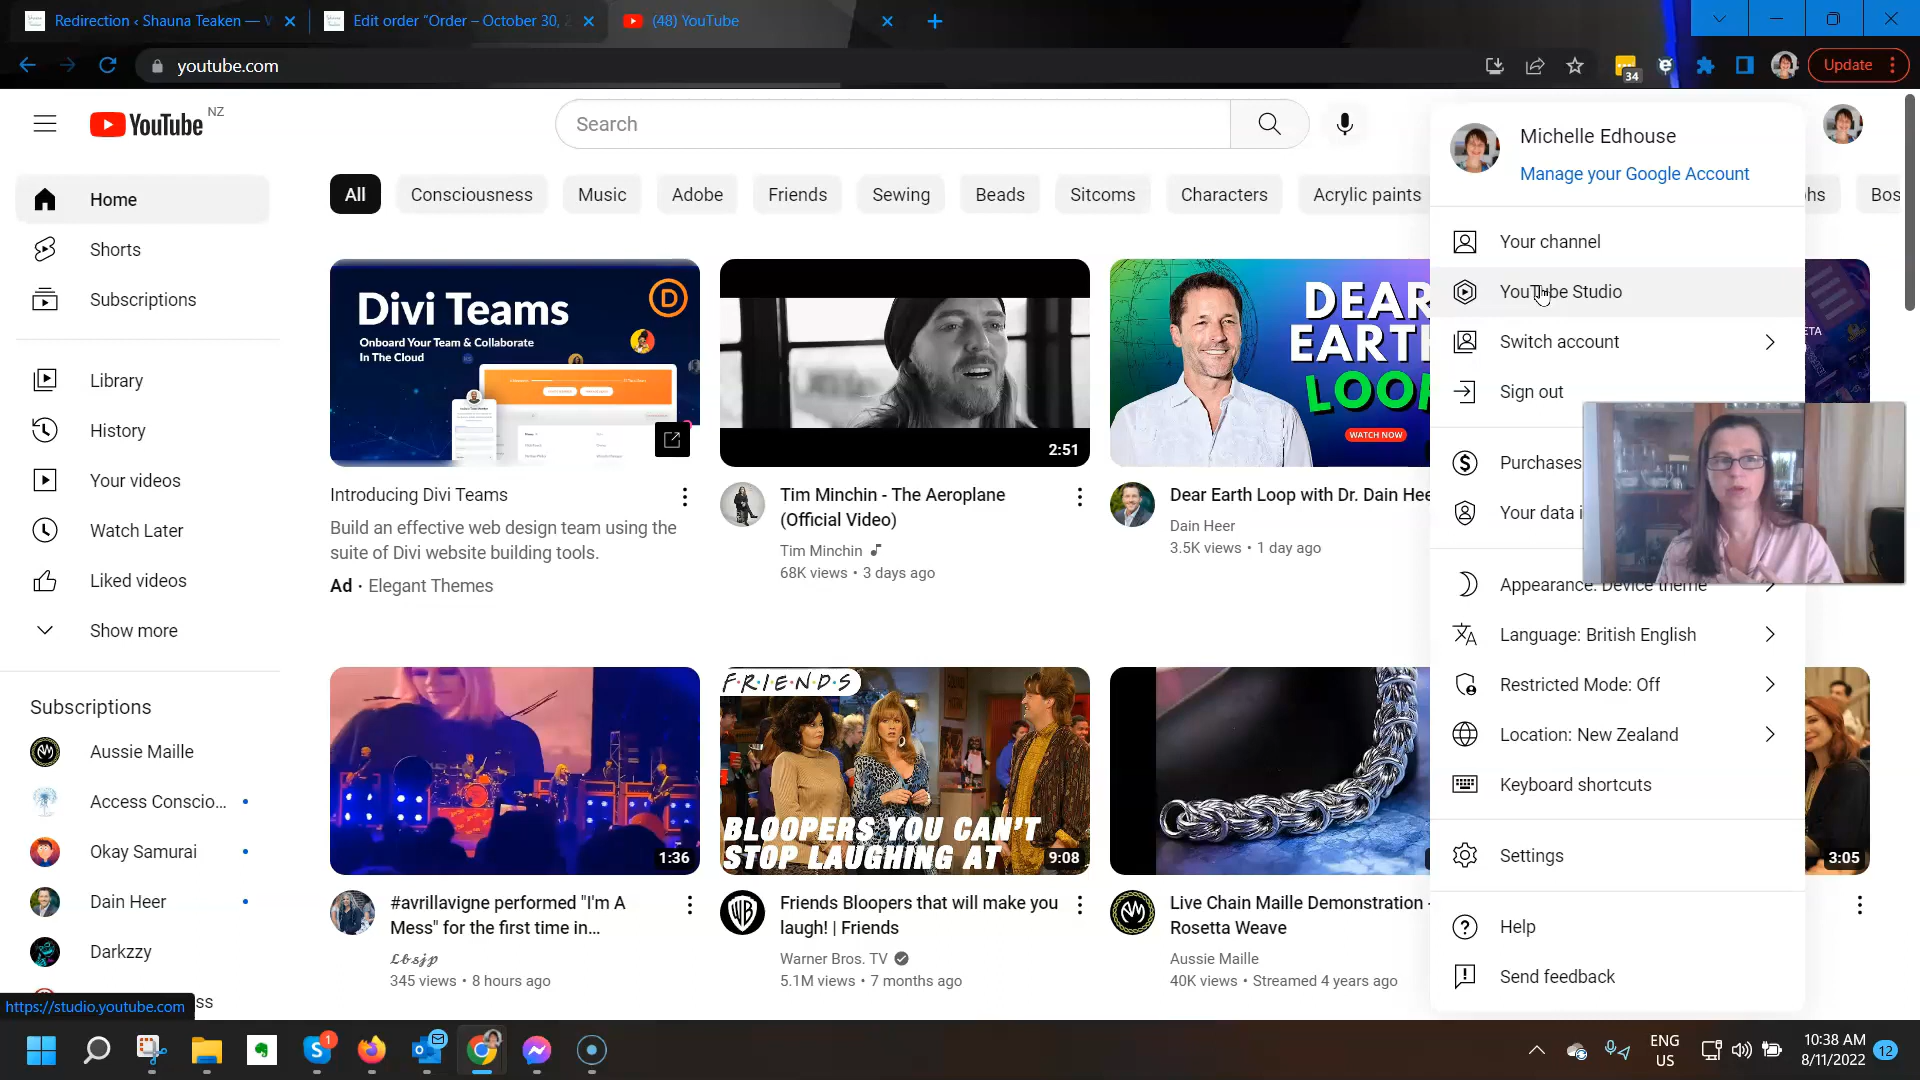 Redirection ‹ Shauna Teaken — W
Edit order "Order – October 30, 2
(48) YouTube
youtube.com
34
Update
YouTube NZ
Search
Home
Shorts
Subscriptions
Library
History
Your videos
Watch Later
Liked videos
Show more
Subscriptions
Aussie Maille
Access Conscio...
Okay Samurai
Dain Heer
Darkzzy
ss
https://studio.youtube.com
All
Consciousness
Music
Adobe
Friends
Sewing
Beads
Sitcoms
Characters
Acrylic paints
hs
Bos
Divi Teams
Onboard Your Team & Collaborate
In The Cloud
D
Introducing Divi Teams
Build an effective web design team using the
suite of Divi website building tools.
Ad · Elegant Themes
2:51
Tim Minchin - The Aeroplane
(Official Video)
Tim Minchin
68K views • 3 days ago
DEAR
EARTH
LOOP
WATCH NOW
Dear Earth Loop with Dr. Dain Hee
Dain Heer
3.5K views • 1 day ago
ETA
1:36
#avrillavigne performed "I'm A
Mess" for the first time in...
345 views • 8 hours ago
F·R·I·E·N·D·S
BLOOPERS YOU CAN'T
STOP LAUGHING AT
9:08
Friends Bloopers that will make you
laugh! | Friends
Warner Bros. TV
5.1M views • 7 months ago
Live Chain Maille Demonstration -
Rosetta Weave
Aussie Maille
40K views • Streamed 4 years ago
3:05
Michelle Edhouse
Manage your Google Account
Your channel
YouTube Studio
Switch account
Sign out
Purchases
Your data i
Appearance: Device theme
Language: British English
Restricted Mode: Off
Location: New Zealand
Keyboard shortcuts
Settings
Help
Send feedback
1
ENG
US
10:38 AM
8/11/2022
12